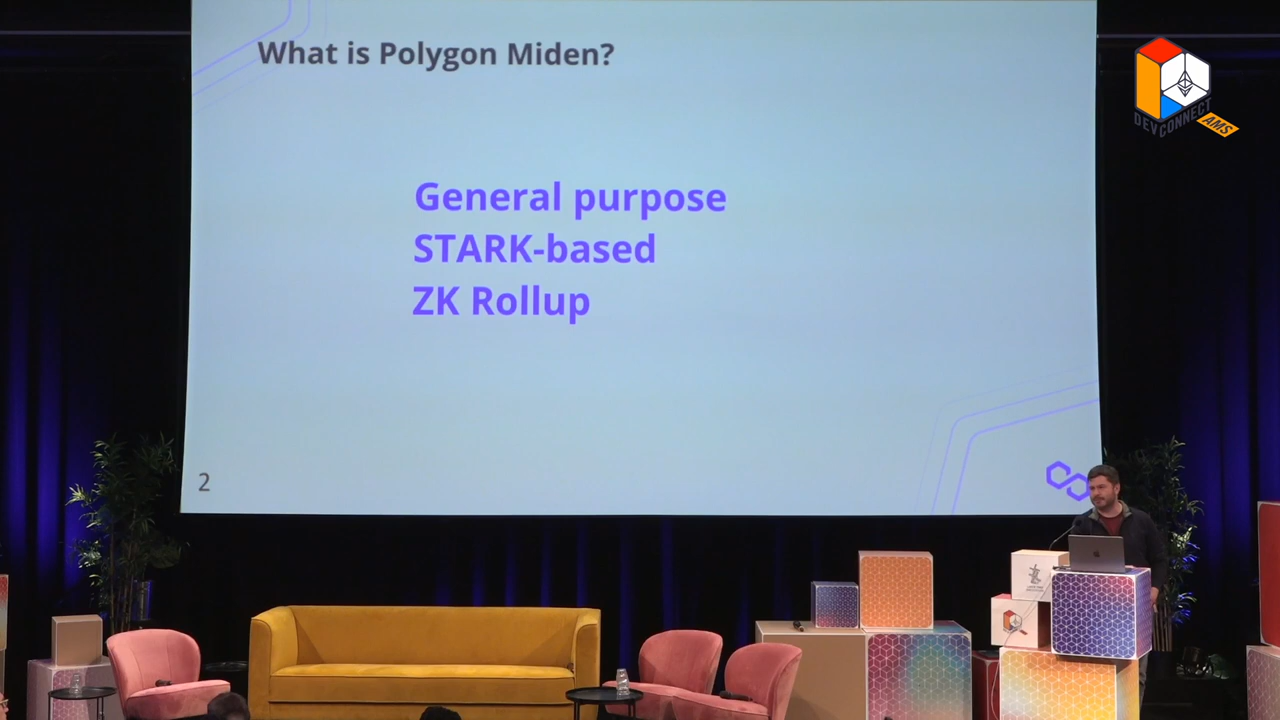 What is Polygon Miden?
General purpose
STARK-based
ZK Rollup
2
DEVCONNECT
AMS